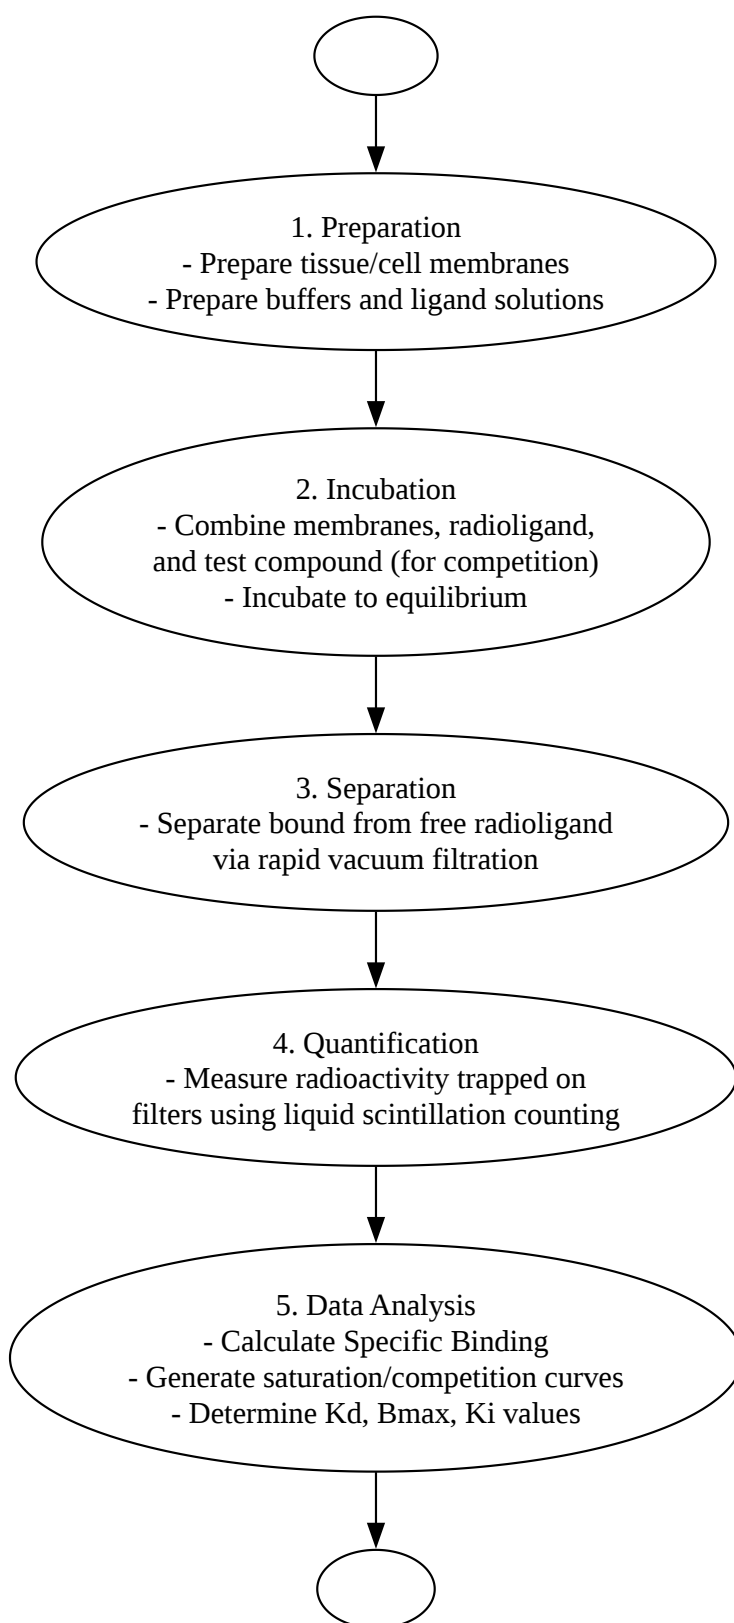 1. Preparation
- Prepare tissue/cell membranes
- Prepare buffers and ligand solutions
2. Incubation
- Combine membranes, radioligand,
and test compound (for competition)
- Incubate to equilibrium
3. Separation
- Separate bound from free radioligand
via rapid vacuum filtration
4. Quantification
- Measure radioactivity trapped on
filters using liquid scintillation counting
5. Data Analysis
- Calculate Specific Binding
- Generate saturation/competition curves
- Determine Kd, Bmax, Ki values